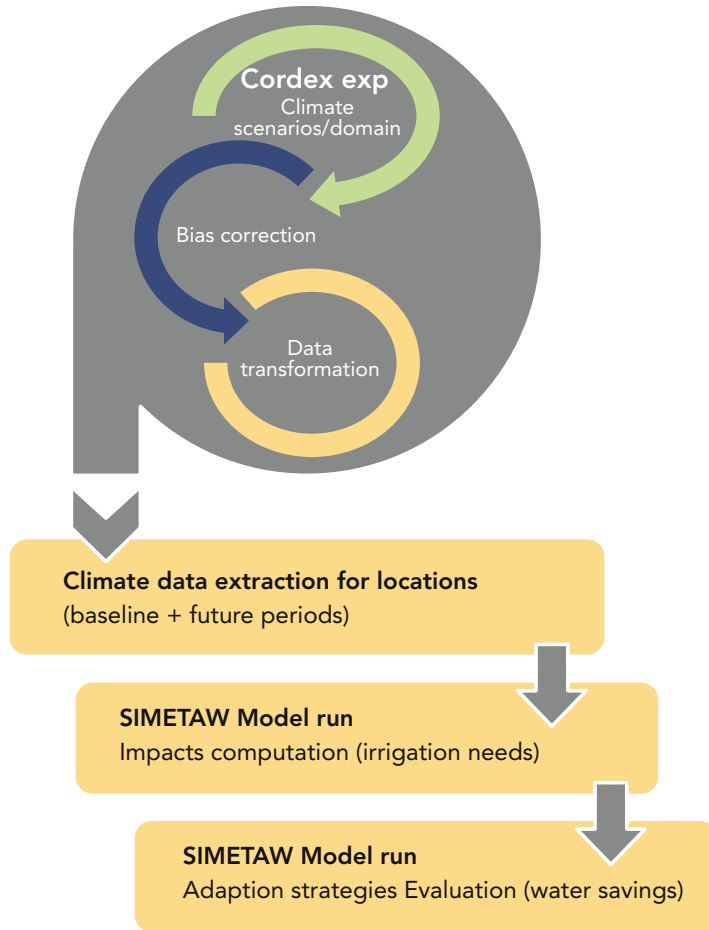 Cordex exp
Climate
scenarios/domain
Bias correction
Data
transformation
Climate data extraction for locations
(baseline + future periods)
SIMETAW Model run
Impacts computation (irrigation needs)
SIMETAW Model run
Adaption strategies Evaluation (water savings)